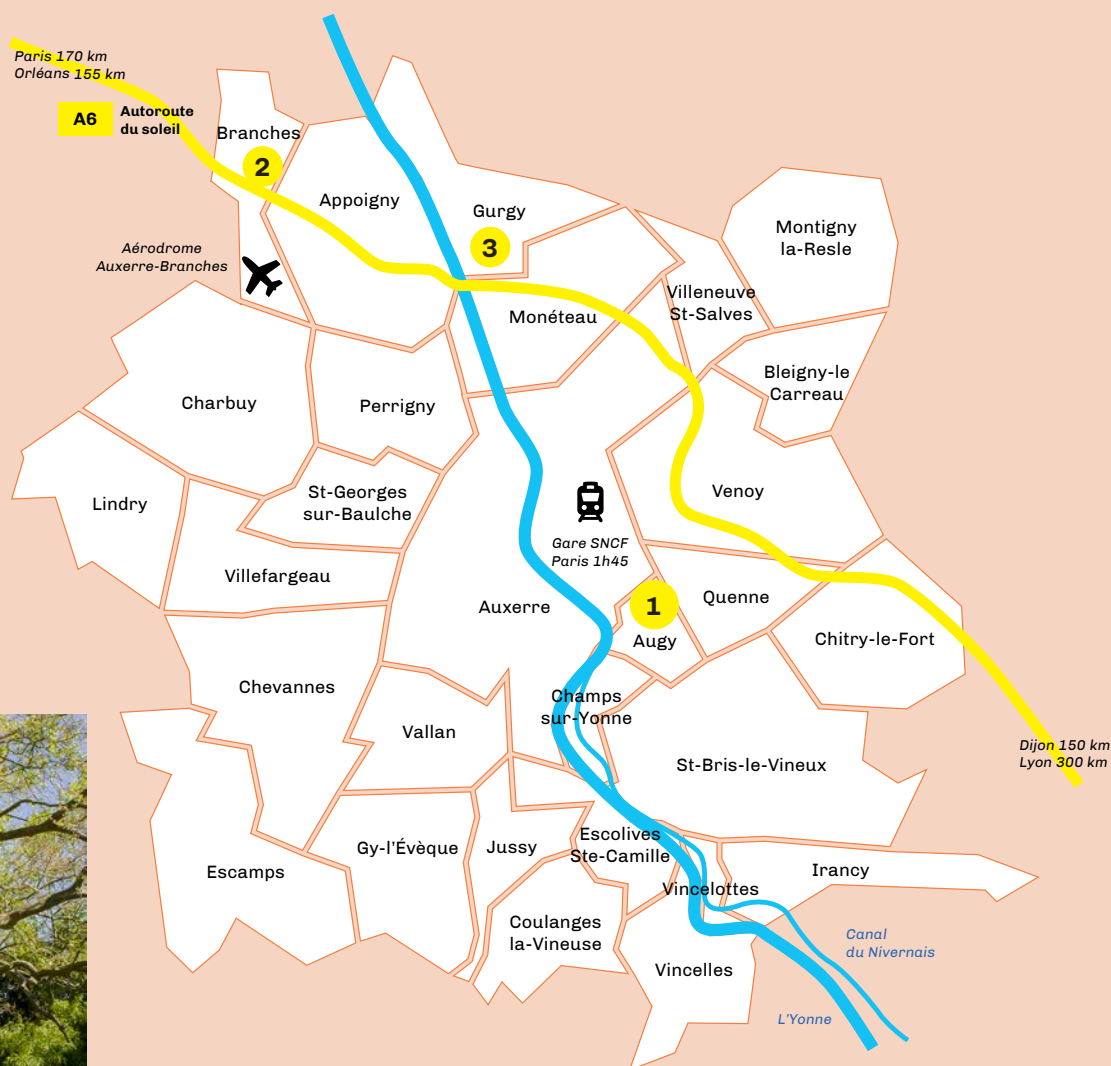 Paris 170 km
Orléans 155 km
A6
Autoroute
du soleil
Branches
2
Appoigny
Gurgy
3
Montigny
la-Resle
Aérodrome
Auxerre-Branches
Villeneuve
St-Salves
Monéteau
Bleigny-le
Carreau
Charbuy
Perrigny
Lindry
St-Georges
sur-Baulche
Venoy
Gare SNCF
Paris 1h45
Villefargeau
Auxerre
1
Augy
Quenne
Chitry-le-Fort
Chevannes
Champs
sur-Yonne
Vallan
St-Bris-le-Vineux
Dijon 150 km
Lyon 300 km
Escamps
Gy-l'Évèque
Jussy
Escolives
Ste-Camille
Irancy
Vincelottes
Coulanges
la-Vineuse
Canal
du Nivernais
Vincelles
L'Yonne